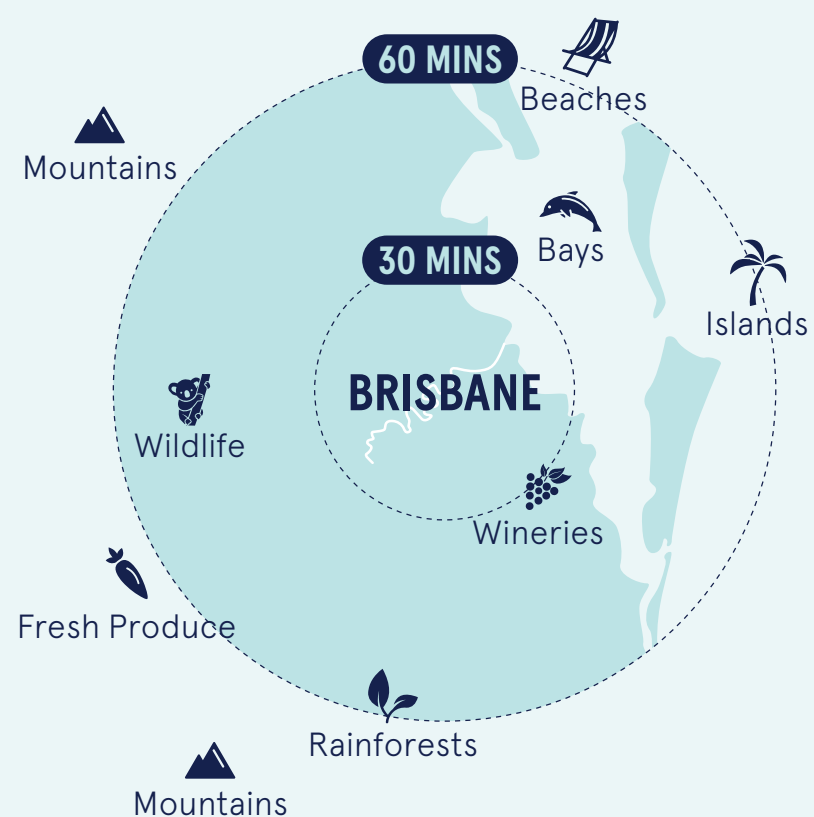 60 MINS
Beaches
Mountains
Bays
30 MINS
Islands
BRISBANE
Wildlife
Wineries
Fresh Produce
Rainforests
Mountains